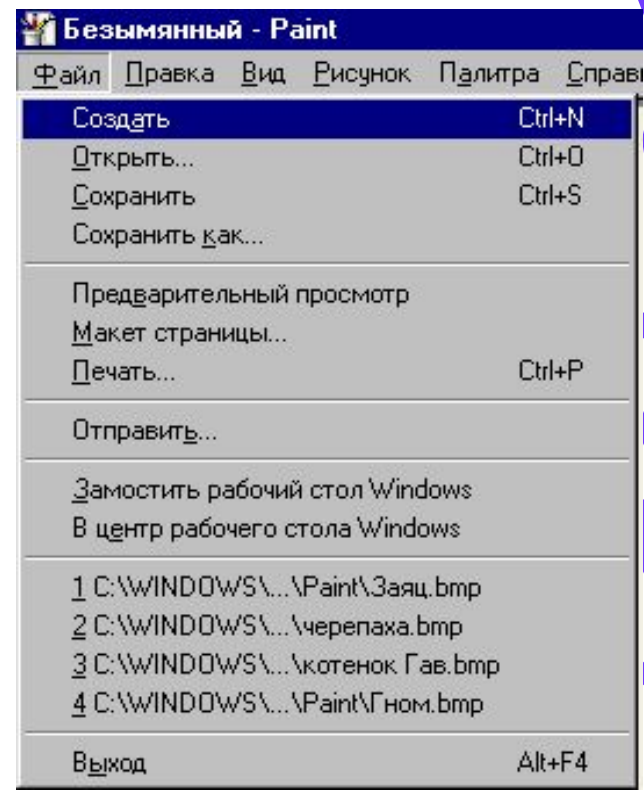 Безымянный - Paint
Файл Правка Вид Рисунок Палитра Справ
Создать Ctrl+N
Открыть... Ctrl+O
Сохранить Ctrl+S
Сохранить как...
Предварительный просмотр
Макет страницы...
Печать... Ctrl+P
Отправить...
Замостить рабочий стол Windows
В центр рабочего стола Windows
1 C:\WINDOWS\...\Paint\Заяц.bmp
2 C:\WINDOWS\...\черепаха.bmp
3 C:\WINDOWS\...\котенок Гав.bmp
4 C:\WINDOWS\...\Paint\Гном.bmp
Выход Alt+F4